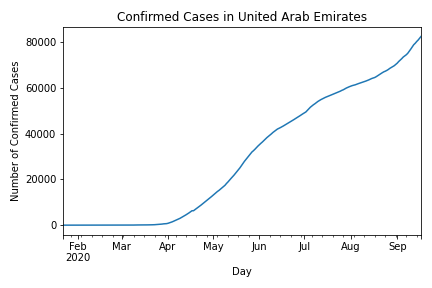 Confirmed Cases in United Arab Emirates
80000
60000
40000
20000
0
Number of Confirmed Cases
Feb Mar Apr May Jun Jul Aug Sep
2020
Day